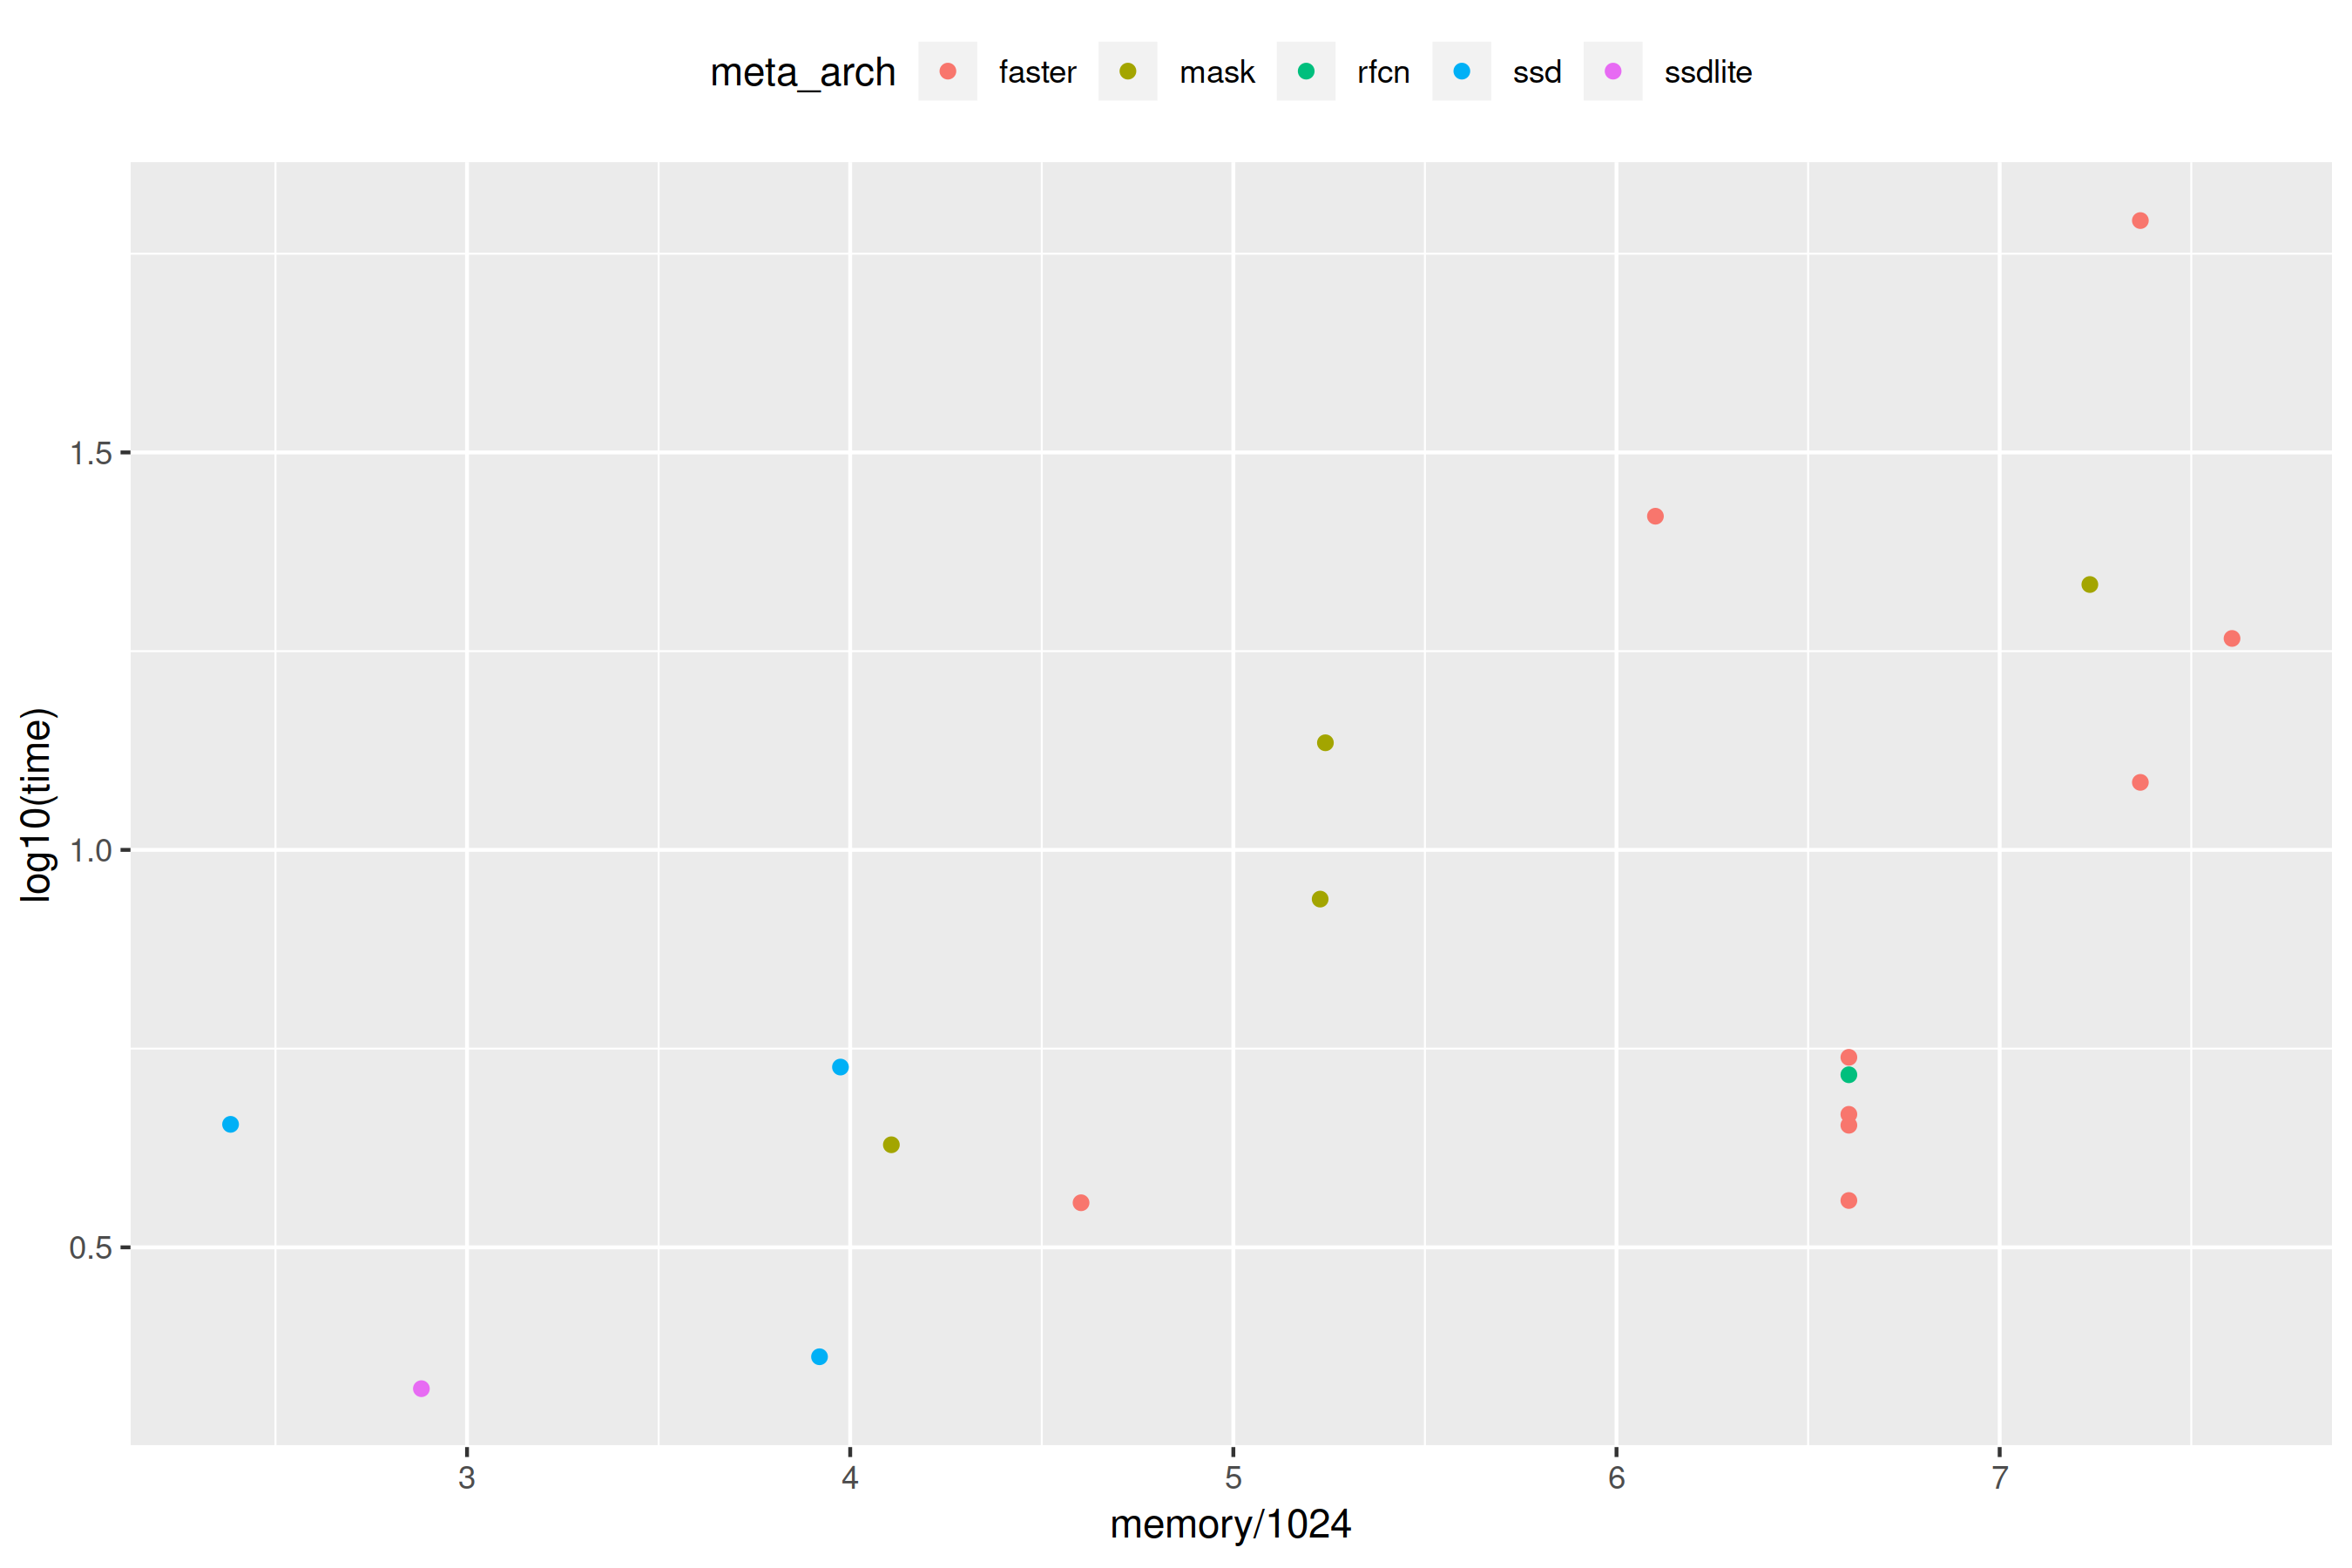 meta_arch faster mask rfcn ssd ssdlite
log10(time)
1.5
1.0
0.5
3 4 5 6 7
memory/1024